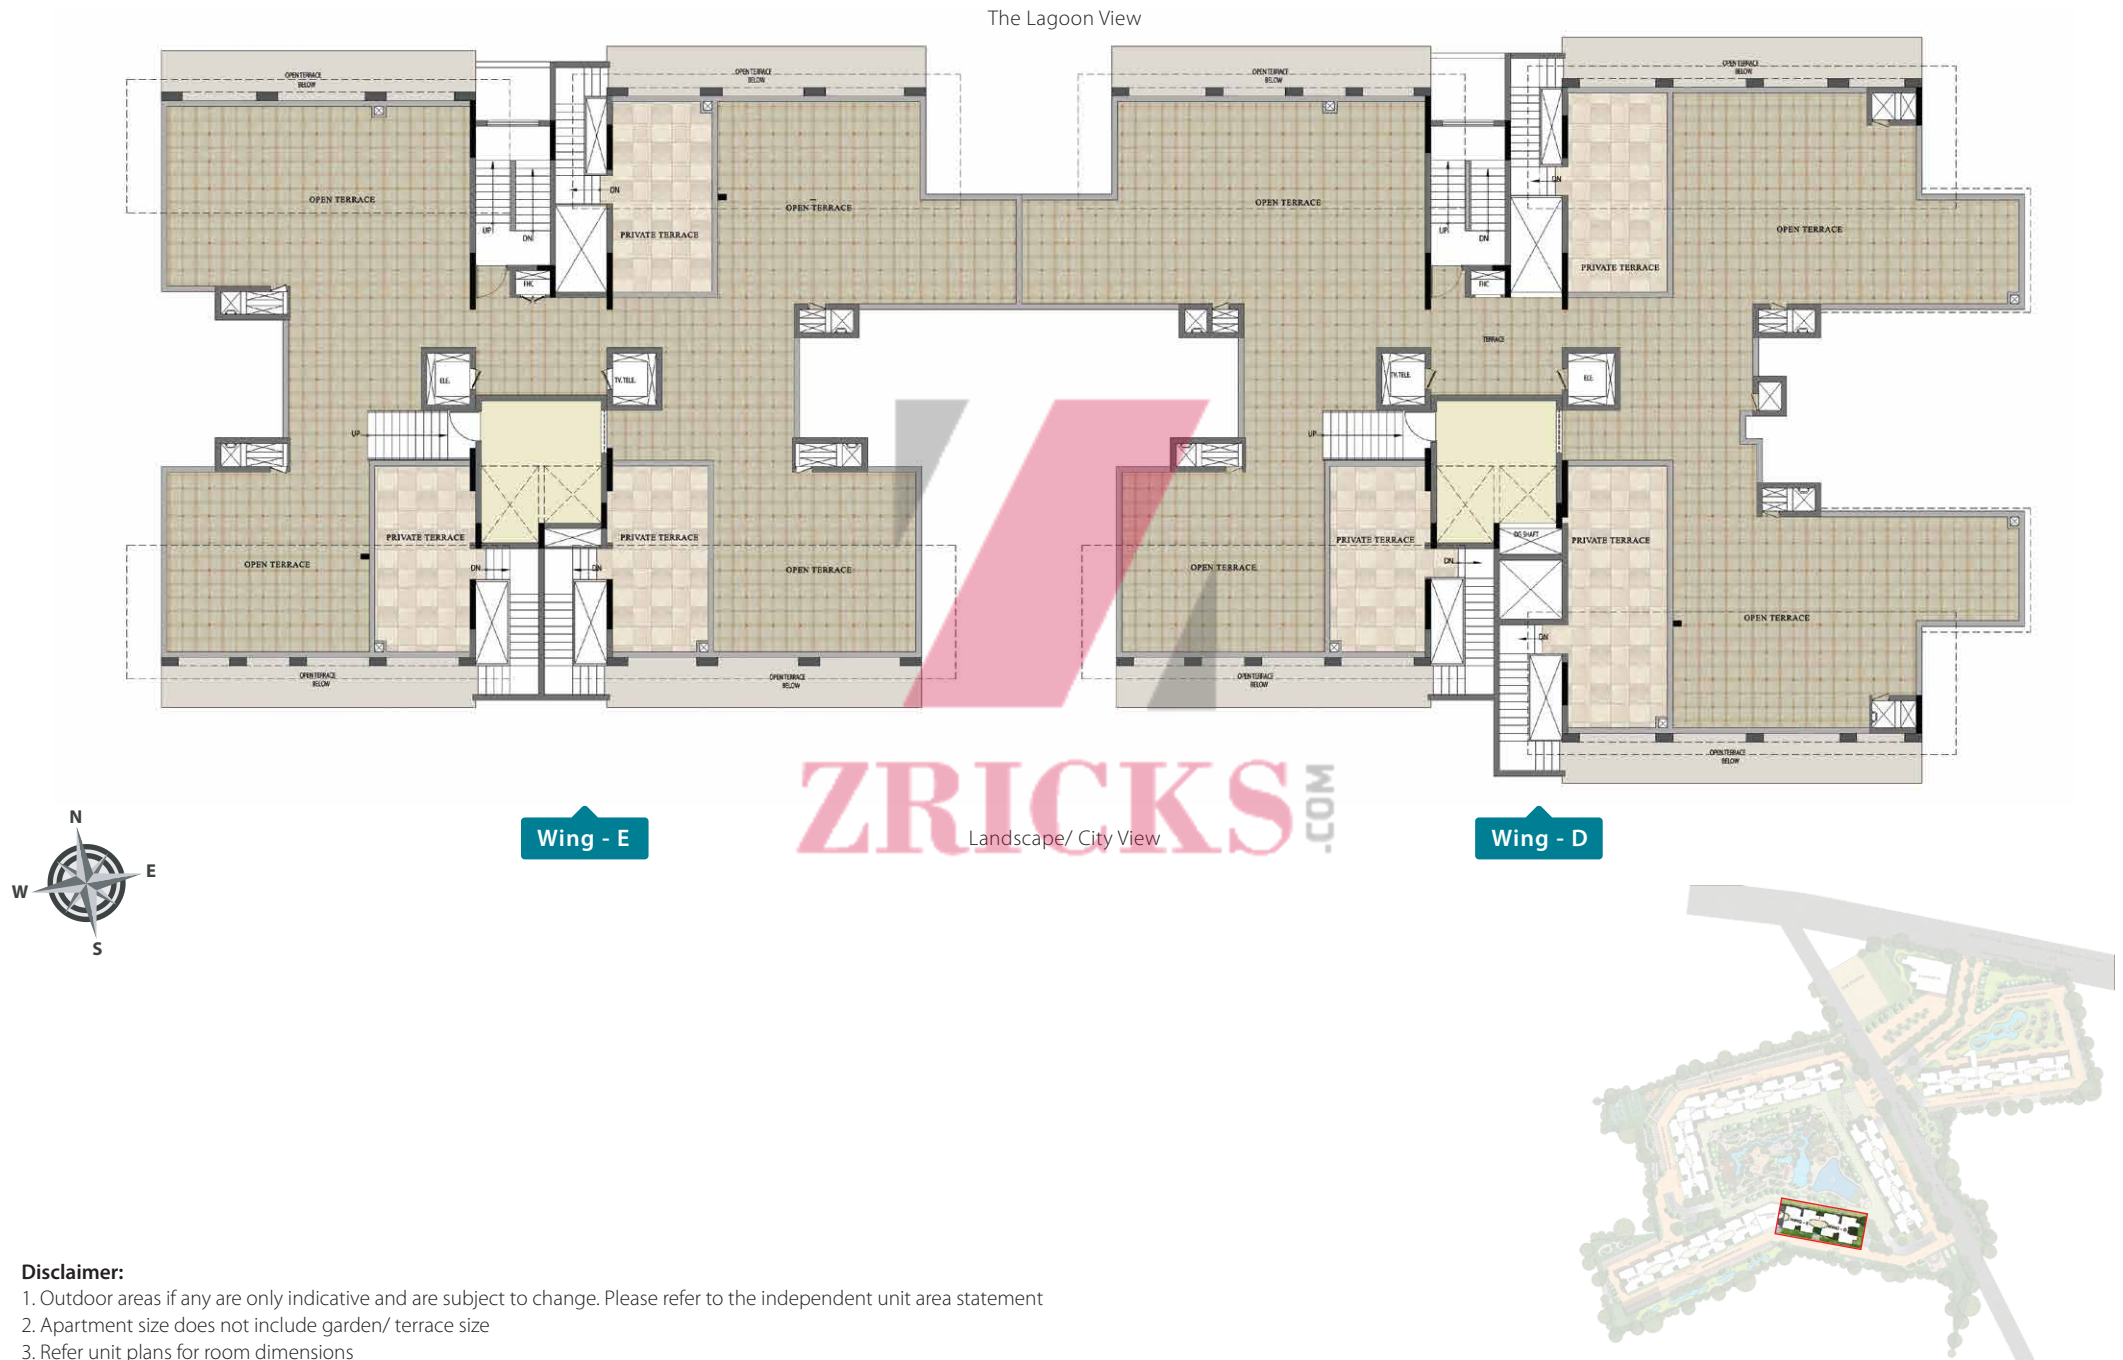 The Lagoon View
OPEN TERRACE
BELOW
OPEN TERRACE
BELOW
OPEN TERRACE
BELOW
OPEN TERRACE
BELOW
OPEN TERRACE
UP
DN
FHC
DN
PRIVATE TERRACE
OPEN TERRACE
OPEN TERRACE
UP
DN
FHC
DN
PRIVATE TERRACE
OPEN TERRACE
ELE.
TV.TELE.
TERRACE
TV.TELE.
ELE.
UP
UP
OPEN TERRACE
PRIVATE TERRACE
DN
DN
PRIVATE TERRACE
OPEN TERRACE
OPEN TERRACE
PRIVATE TERRACE
DN
DG SHAFT
DN
PRIVATE TERRACE
OPEN TERRACE
OPEN TERRACE
BELOW
OPEN TERRACE
BELOW
OPEN TERRACE
BELOW
OPEN TERRACE
BELOW
ZRICKS
.COM
Wing - E
Landscape/ City View
Wing - D
N
E
W
S
Disclaimer:
1. Outdoor areas if any are only indicative and are subject to change. Please refer to the independent unit area statement
2. Apartment size does not include garden/ terrace size
3. Refer unit plans for room dimensions